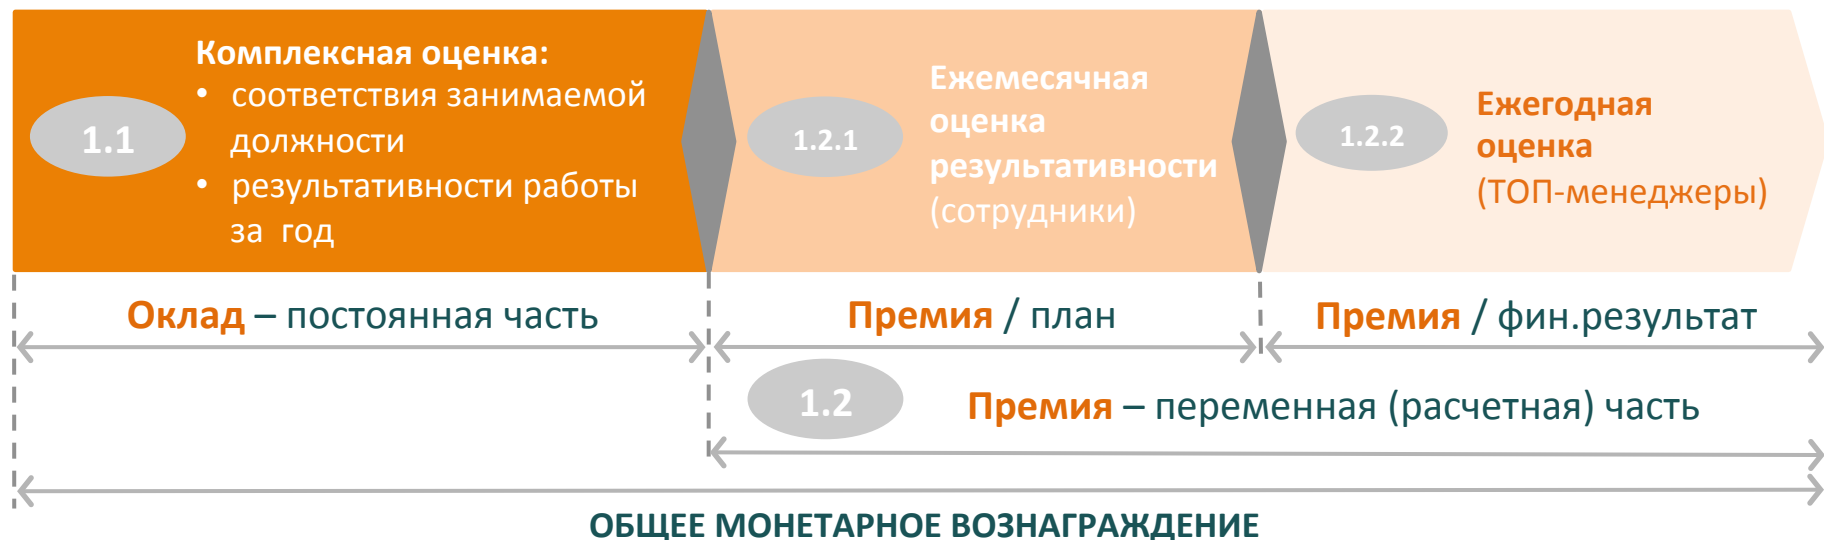 1.1
Комплексная оценка:
• соответствия занимаемой
должности
• результативности работы
за год
1.2.1
Ежемесячная
оценка
результативности
(сотрудники)
1.2.2
Ежегодная
оценка
(ТОП-менеджеры)
Оклад – постоянная часть
Премия / план
Премия / фин.результат
1.2
Премия – переменная (расчетная) часть
ОБЩЕЕ МОНЕТАРНОЕ ВОЗНАГРАЖДЕНИЕ